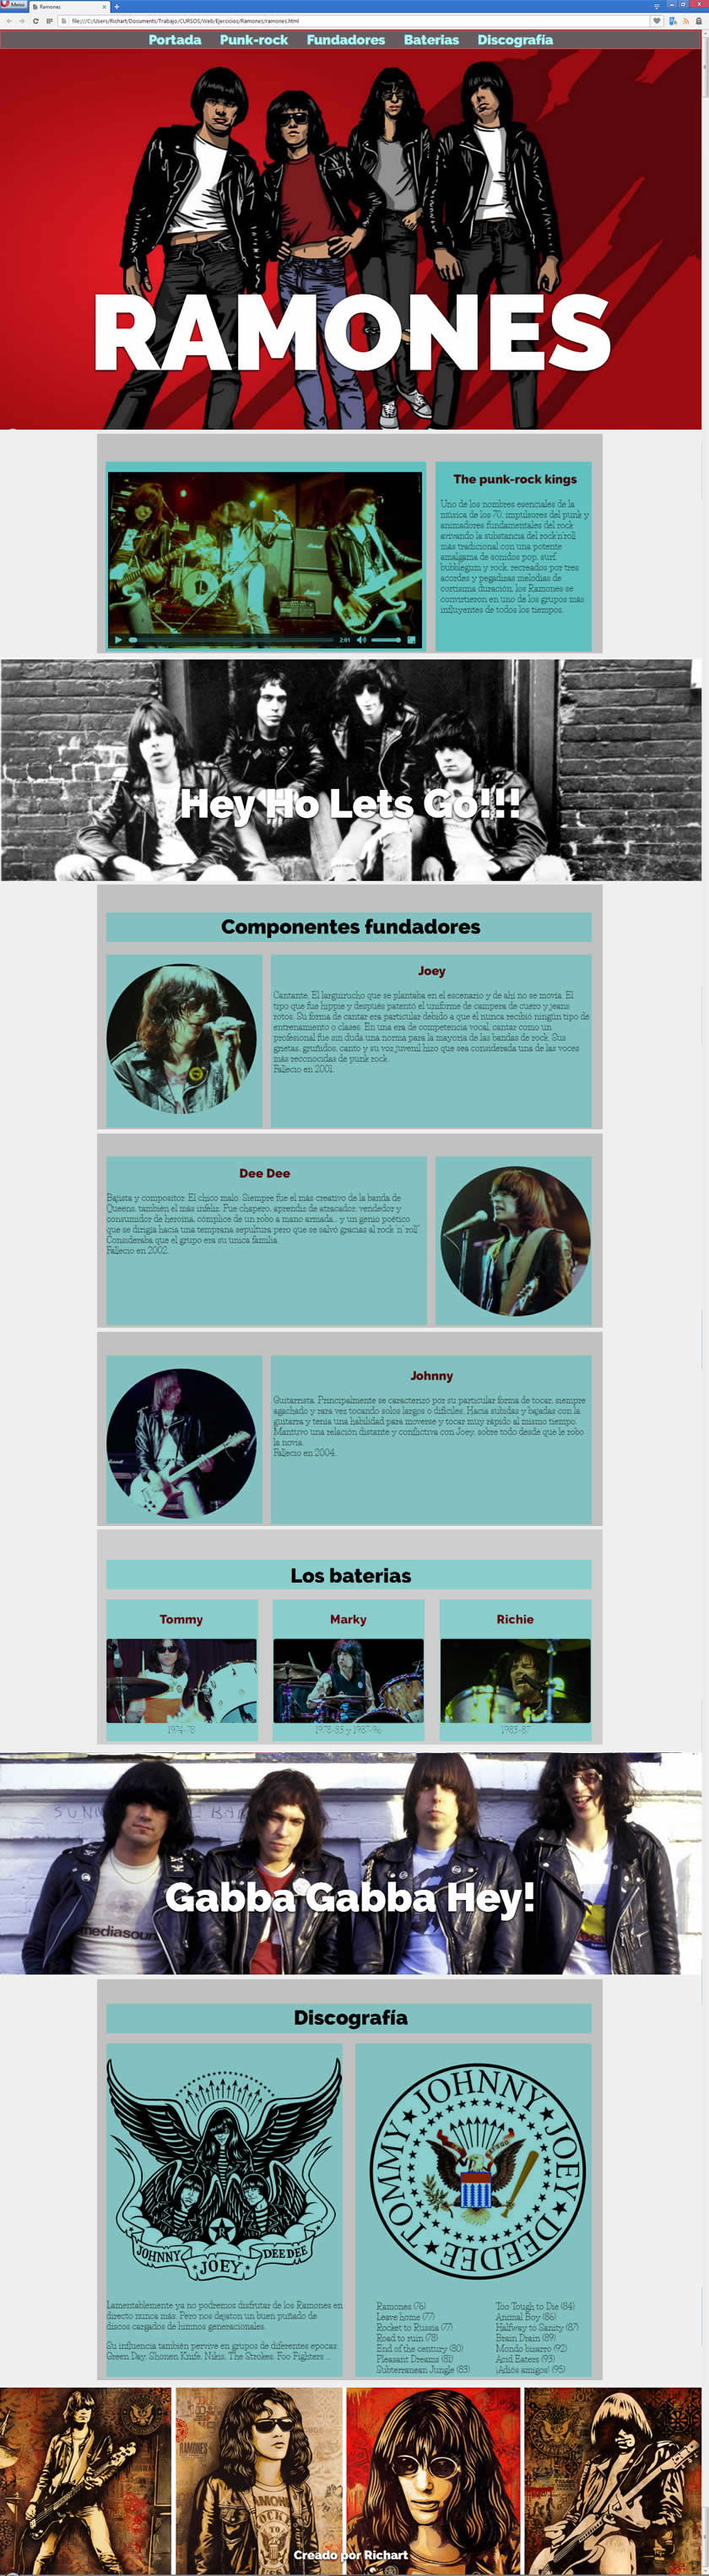 Menú
Ramones
file:///C:/Users/Richart/Documents/Trabajo/CURSOS/Web/Ejercicios/Ramones/ramones.html
Portada Punk-rock Fundadores Baterias Discografía
RAMONES
The punk-rock kings
Uno de los nombres esenciales de la
música de los 70, impulsores del punk y
animadores fundamentales del rock
avivando la substancia del rock'n'roll
más tradicional con una potente
amalgama de sonidos pop, surf,
bubblegum y rock, recreados por tres
acordes y pegadizas melodías de
cortísima duración, los Ramones se
convirtieron en uno de los grupos más
influyentes de todos los tiempos.
Marshall
2:01
Hey Ho Lets Go!!!
Componentes fundadores
Joey
Cantante. El larguirucho que se plantaba en el escenario y de ahí no se movía. El
tipo que fue hippie y después patentó el uniforme de campera de cuero y jeans
rotos. Su forma de cantar era particular debido a que él nunca recibió ningún tipo de
entrenamiento o clases. En una era de competencia vocal, cantar como un
profesional fue sin duda una norma para la mayoría de las bandas de rock. Sus
grietas, gruñidos, canto y su voz juvenil hizo que sea considerada una de las voces
más reconocidas de punk rock.
Fallecio en 2001.
Dee Dee
Bajista y compositor. El chico malo. Siempre fue el más creativo de la banda de
Queens, también el más infeliz. Fue chapero, aprendiz de atracador, vendedor y
consumidor de heroína, cómplice de un robo a mano armada... y un genio poético
que se dirigía hacia una temprana sepultura pero que se salvó gracias al rock 'n' roll".
Consideraba que el grupo era su unica familia.
Fallecio en 2002.
Johnny
Guitarrista. Principalmente se caracterizó por su particular forma de tocar, siempre
agachado y rara vez tocando solos largos o difíciles. Hacía subidas y bajadas con la
guitarra y tenía una habilidad para moverse y tocar muy rápido al mismo tiempo.
Mantuvo una relación distante y conflictiva con Joey, sobre todo desde que le robo
la novia.
Fallecio en 2004.
Los baterias
Tommy Marky Richie
1974-78 1978-83 y 1987-96 1983-87
mediasoun
Gabba Gabba Hey!
Discografía
JOHNNY JOEY DEE DEE
JOHNNY JOEY DEEDEE TOMMY
Lamentablemente ya no podremos disfrutar de los Ramones en
directo nunca más. Pero nos dejaton un buen puñado de
discos cargados de himnos generacionales.
Su influencia también pervive en grupos de diferentes epocas:
Green Day, Shonen Knife, Nikis, The Strokes, Foo Fighters ...
Ramones (76)
Leave home (77)
Rocket to Russia (77)
Road to ruin (78)
End of the century (80)
Pleasant Dreams (81)
Subterranean Jungle (83)
Too Tough to Die (84)
Animal Boy (86)
Halfway to Sanity (87)
Brain Drain (89)
Mondo bizarro (92)
Acid Eaters (93)
¡Adiós amigos! (95)
RAMONES
Creado por Richart